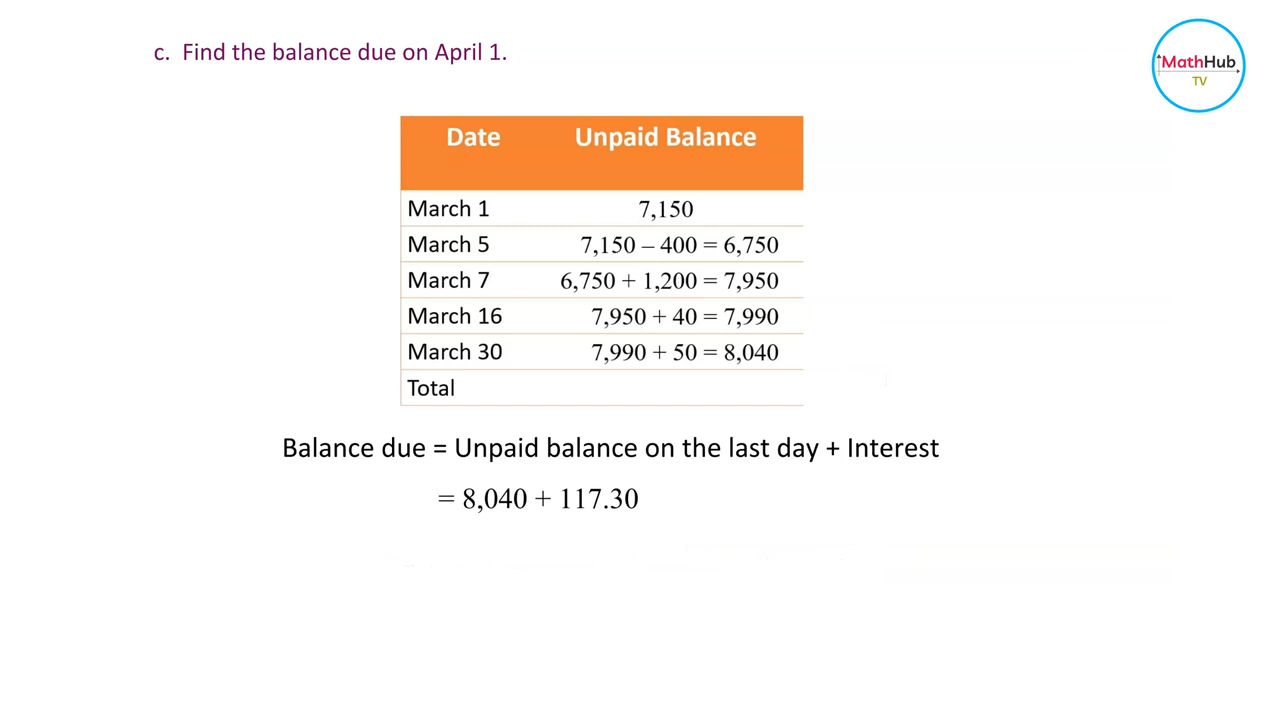 c. Find the balance due on April 1.
MathHub
TV
Date Unpaid Balance
March 1 7,150
March 5 7,150 – 400 = 6,750
March 7 6,750 + 1,200 = 7,950
March 16 7,950 + 40 = 7,990
March 30 7,990 + 50 = 8,040
Total
Balance due = Unpaid balance on the last day + Interest
= 8,040 + 117.30